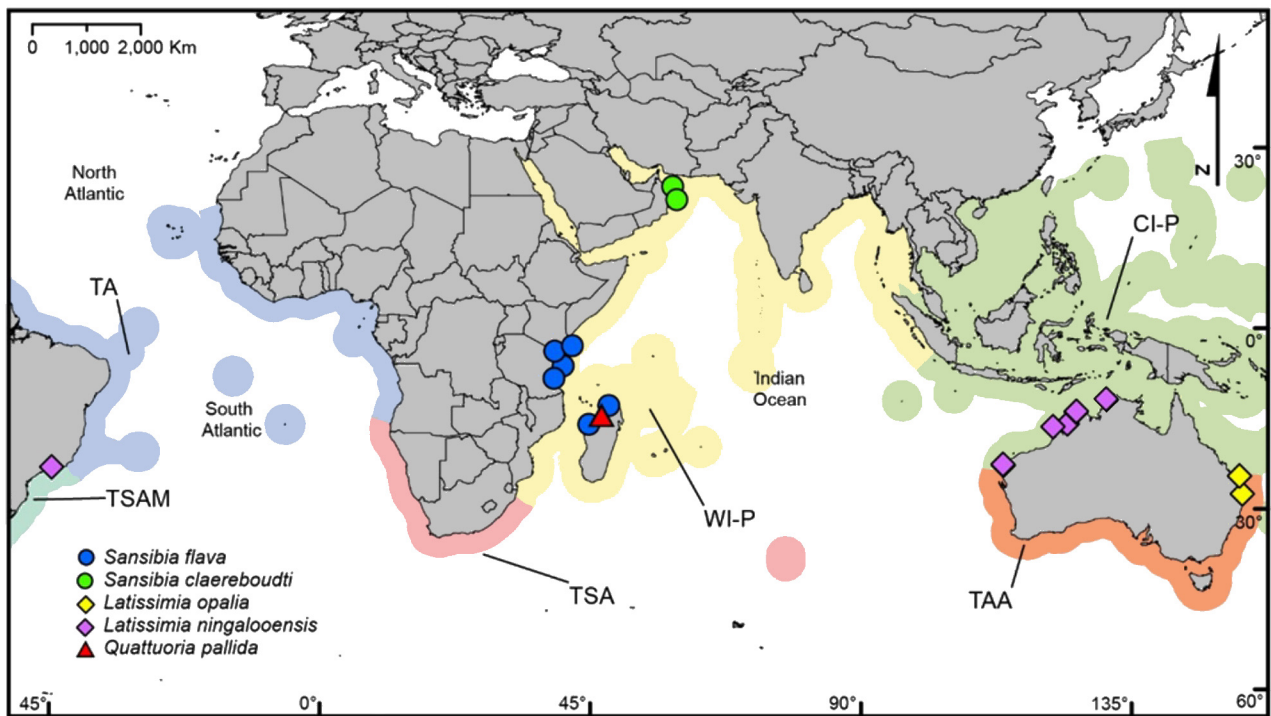 0 1,000 2,000 Km
N
30°
North
Atlantic
CI-P
TA
0°
Indian
Ocean
South
Atlantic
TSAM
WI-P
30°
Sansibia flava
Sansibia claereboudti
Latissimia opalia
Latissimia ningalooensis
Quattuoria pallida
TSA
TAA
45° 0° 45° 90° 135° 60°